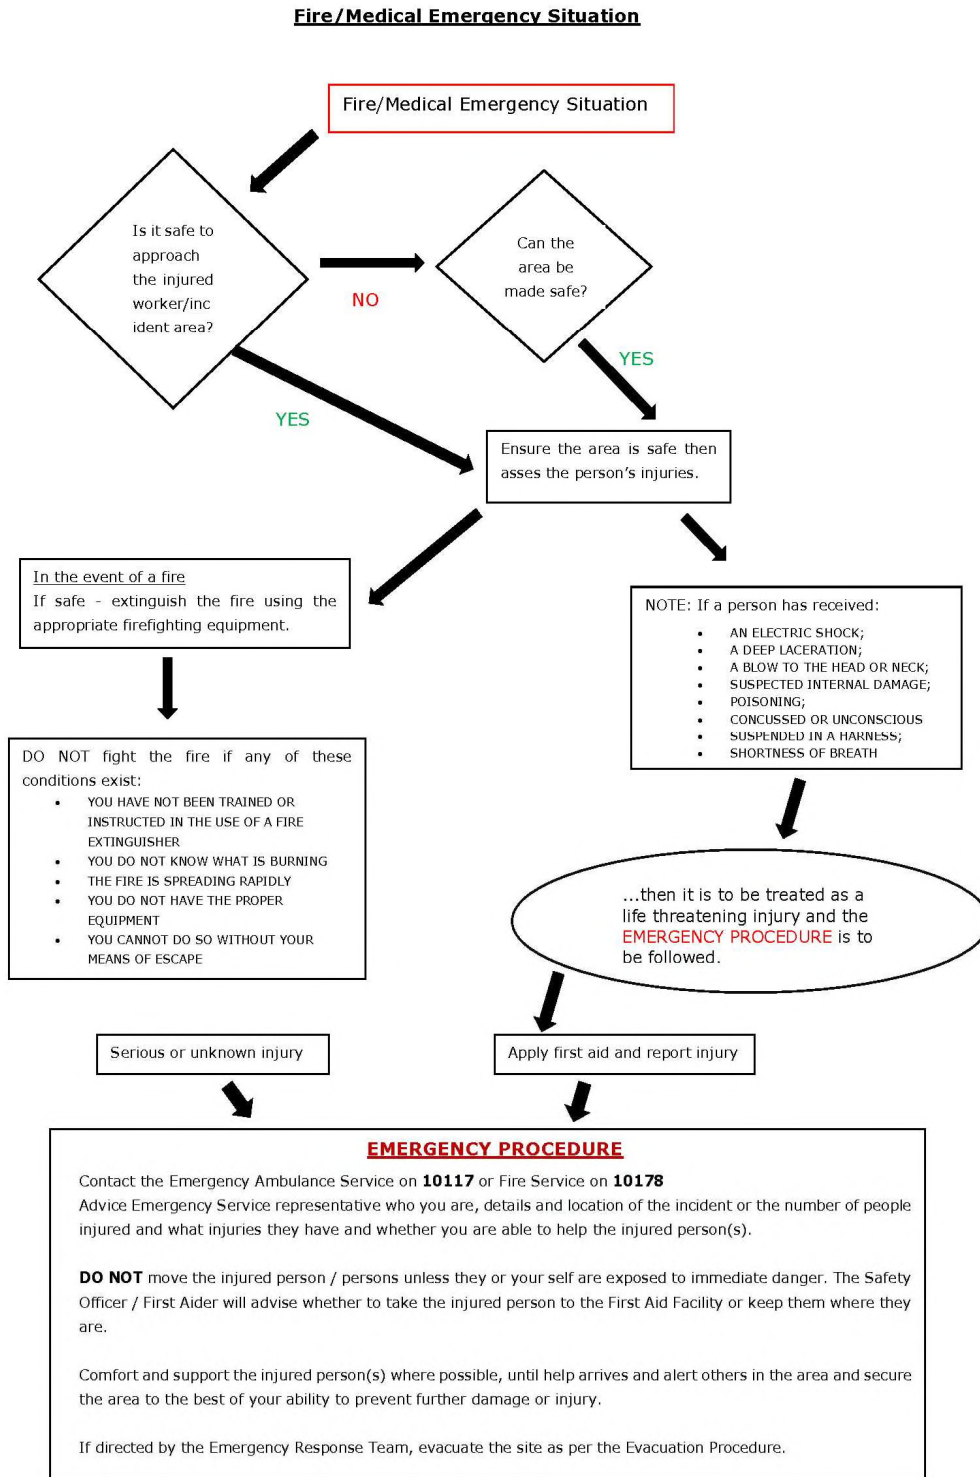 Fire/Medical Emergency Situation
Fire/Medical Emergency Situation
Is it safe to
approach
the injured
worker/inc
ident area?
NO
Can the
area be
made safe?
YES
YES
Ensure the area is safe then
asses the person's injuries.
In the event of a fire
If safe - extinguish the fire using the
appropriate firefighting equipment.
NOTE: If a person has received:
• AN ELECTRIC SHOCK;
• A DEEP LACERATION;
• A BLOW TO THE HEAD OR NECK;
• SUSPECTED INTERNAL DAMAGE;
• POISONING;
• CONCUSSED OR UNCONSCIOUS
• SUSPENDED IN A HARNESS;
• SHORTNESS OF BREATH
DO NOT fight the fire if any of these
conditions exist:
• YOU HAVE NOT BEEN TRAINED OR
INSTRUCTED IN THE USE OF A FIRE
EXTINGUISHER
• YOU DO NOT KNOW WHAT IS BURNING
• THE FIRE IS SPREADING RAPIDLY
• YOU DO NOT HAVE THE PROPER
EQUIPMENT
• YOU CANNOT DO SO WITHOUT YOUR
MEANS OF ESCAPE
...then it is to be treated as a
life threatening injury and the
EMERGENCY PROCEDURE is to
be followed.
Serious or unknown injury
Apply first aid and report injury
EMERGENCY PROCEDURE
Contact the Emergency Ambulance Service on 10117 or Fire Service on 10178
Advice Emergency Service representative who you are, details and location of the incident or the number of people
injured and what injuries they have and whether you are able to help the injured person(s).
DO NOT move the injured person / persons unless they or your self are exposed to immediate danger. The Safety
Officer / First Aider will advise whether to take the injured person to the First Aid Facility or keep them where they
are.
Comfort and support the injured person(s) where possible, until help arrives and alert others in the area and secure
the area to the best of your ability to prevent further damage or injury.
If directed by the Emergency Response Team, evacuate the site as per the Evacuation Procedure.